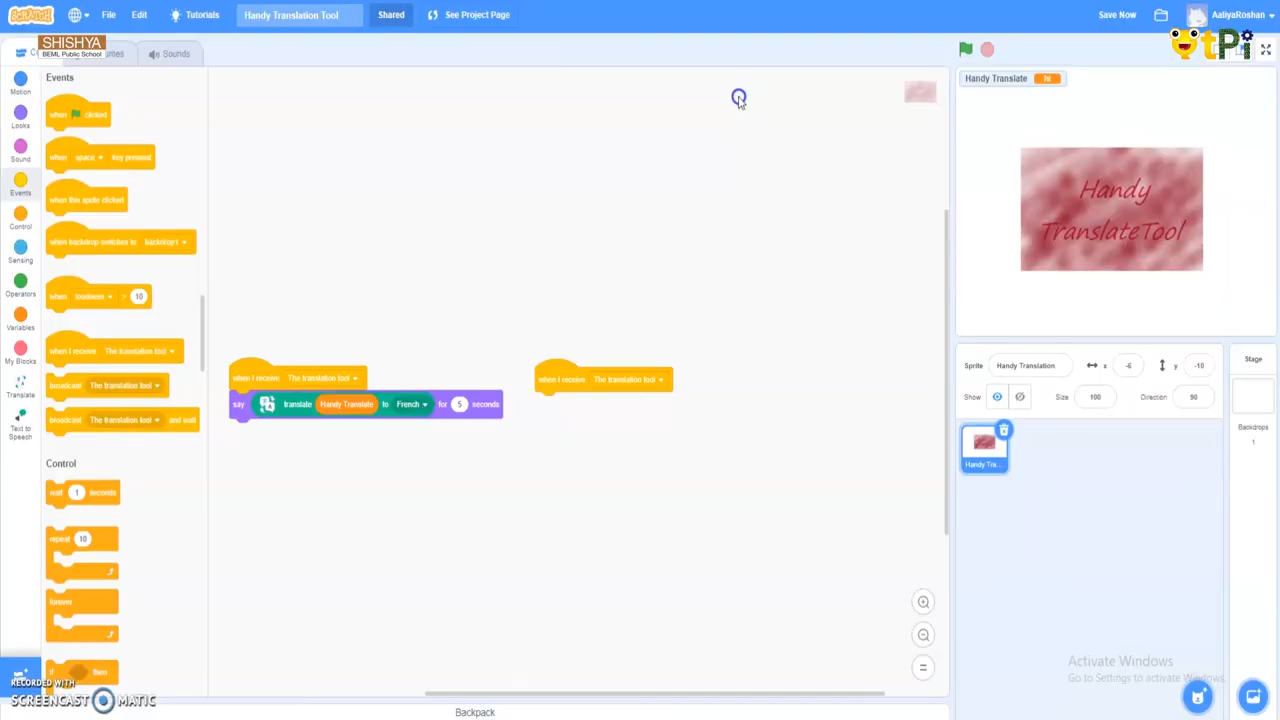 SCRATCH File Edit Tutorials Handy Translation Tool Shared See Project Page Save Now AaliyaRoshan
SHISHYA
BEML Public School
Sounds
tPi
Events
Handy Translate hi
Motion
Looks
Sound
Events
Control
Sensing
Operators
Variables
My Blocks
Translate
Text to
Speech
when clicked
when space key pressed
when this sprite clicked
when backdrop switches to backdrop1
when loudness > 10
when I receive The translation tool
broadcast The translation tool
broadcast The translation tool and wait
Control
wait 1 seconds
repeat 10
forever
if then
when I receive The translation tool
say translate Handy Translate to French for 5 seconds
when I receive The translation tool
Handy
TranslateTool
Sprite Handy Translation x -6 y -10
Show Size 100 Direction 90
Handy Tra...
Stage
Backdrops
1
Activate Windows
Go to Settings to activate Windows.
RECORDED WITH
SCREENCAST MATIC
Backpack